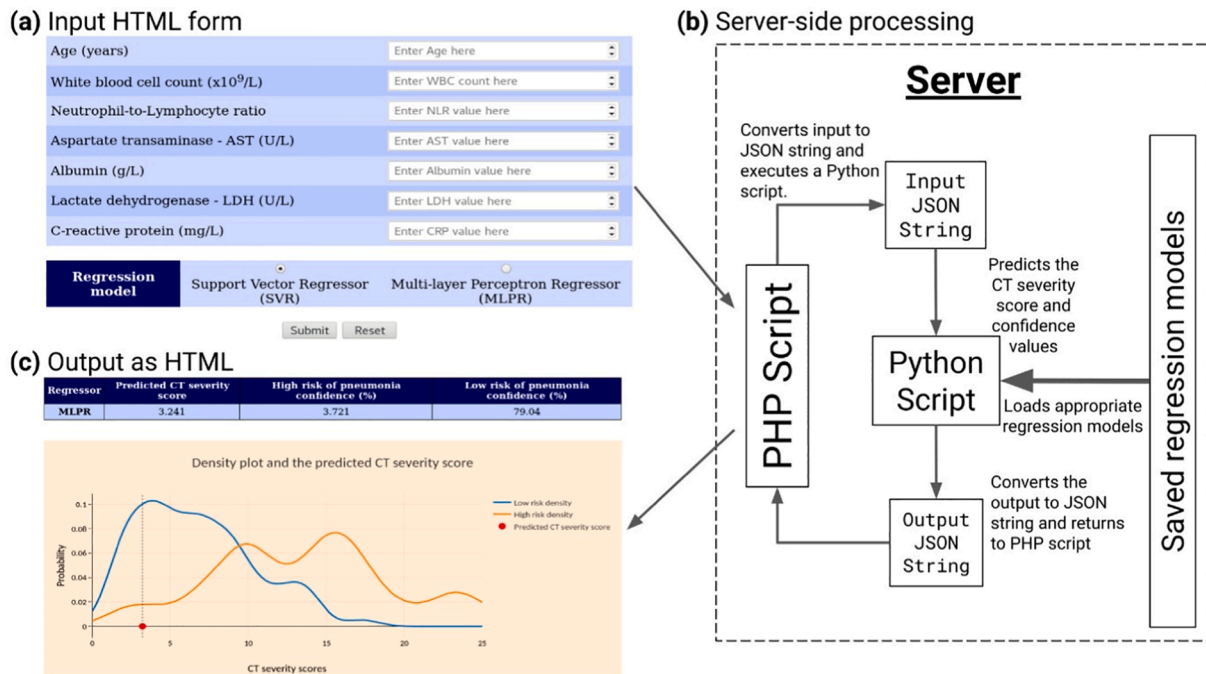 (a) Input HTML form
Age (years)
Enter Age here
White blood cell count (x10⁹/L)
Enter WBC count here
Neutrophil-to-Lymphocyte ratio
Enter NLR value here
Aspartate transaminase - AST (U/L)
Enter AST value here
Albumin (g/L)
Enter Albumin value here
Lactate dehydrogenase - LDH (U/L)
Enter LDH value here
C-reactive protein (mg/L)
Enter CRP value here
Regression
model
Support Vector Regressor
(SVR)
Multi-layer Perceptron Regressor
(MLPR)
Submit
Reset
(b) Server-side processing
Server
Converts input to
JSON string and
executes a Python
script.
Input
JSON
String
PHP Script
Predicts the
CT severity
score and
confidence
values
Python
Script
Loads appropriate
regression models
Saved regression models
Converts the
output to JSON
string and returns
to PHP script
Output
JSON
String
(c) Output as HTML
Regressor
Predicted CT severity
score
High risk of pneumonia
confidence (%)
Low risk of pneumonia
confidence (%)
MLPR
3.241
3.721
79.04
Density plot and the predicted CT severity score
Low risk density
High risk density
Predicted CT severity score
Probability
0.1
0.08
0.06
0.04
0.02
0
0
5
10
15
20
25
CT severity scores